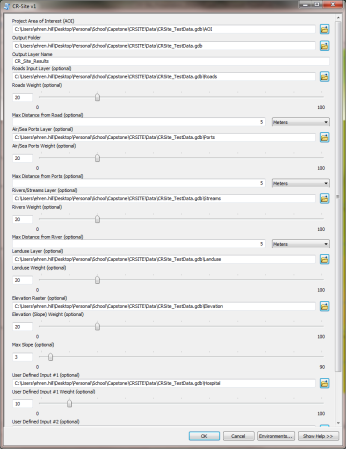 CR-Site v1
Project Area of Interest (AOI)
C:\Users\ehren.hill\Desktop\Personal\School\Capstone\CRSITE\Data\CRSite_TestData.gdb\AOI
Output Folder
C:\Users\ehren.hill\Desktop\Personal\School\Capstone\CRSITE\Data\CRSite_TestData.gdb
Output Layer Name
CR_Site_Results
Roads Input Layer (optional)
C:\Users\ehren.hill\Desktop\Personal\School\Capstone\CRSITE\Data\CRSite_TestData.gdb\Roads
Roads Weight (optional)
20
0 100
Max Distance from Road (optional)
5 Meters
Air/Sea Ports Layer (optional)
C:\Users\ehren.hill\Desktop\Personal\School\Capstone\CRSITE\Data\CRSite_TestData.gdb\Ports
Air/Sea Ports Weight (optional)
20
0 100
Max Distance from Ports (optional)
5 Meters
Rivers/Streams Layer (optional)
C:\Users\ehren.hill\Desktop\Personal\School\Capstone\CRSITE\Data\CRSite_TestData.gdb\Streams
Rivers Weight (optional)
20
0 100
Max Distance from River (optional)
5 Meters
Landuse Layer (optional)
C:\Users\ehren.hill\Desktop\Personal\School\Capstone\CRSITE\Data\CRSite_TestData.gdb\Landuse
Landuse Weight (optional)
20
0 100
Elevation Raster (optional)
C:\Users\ehren.hill\Desktop\Personal\School\Capstone\CRSITE\Data\CRSite_TestData.gdb\Elevation
Elevation (Slope) Weight (optional)
20
0 100
Max Slope (optional)
3
0 90
User Defined Input #1 (optional)
C:\Users\ehren.hill\Desktop\Personal\School\Capstone\CRSITE\Data\CRSite_TestData.gdb\Hospital
User Defined Input #1 Weight (optional)
10
0 100
User Defined Input #2 (optional)
OK Cancel Environments... Show Help >>